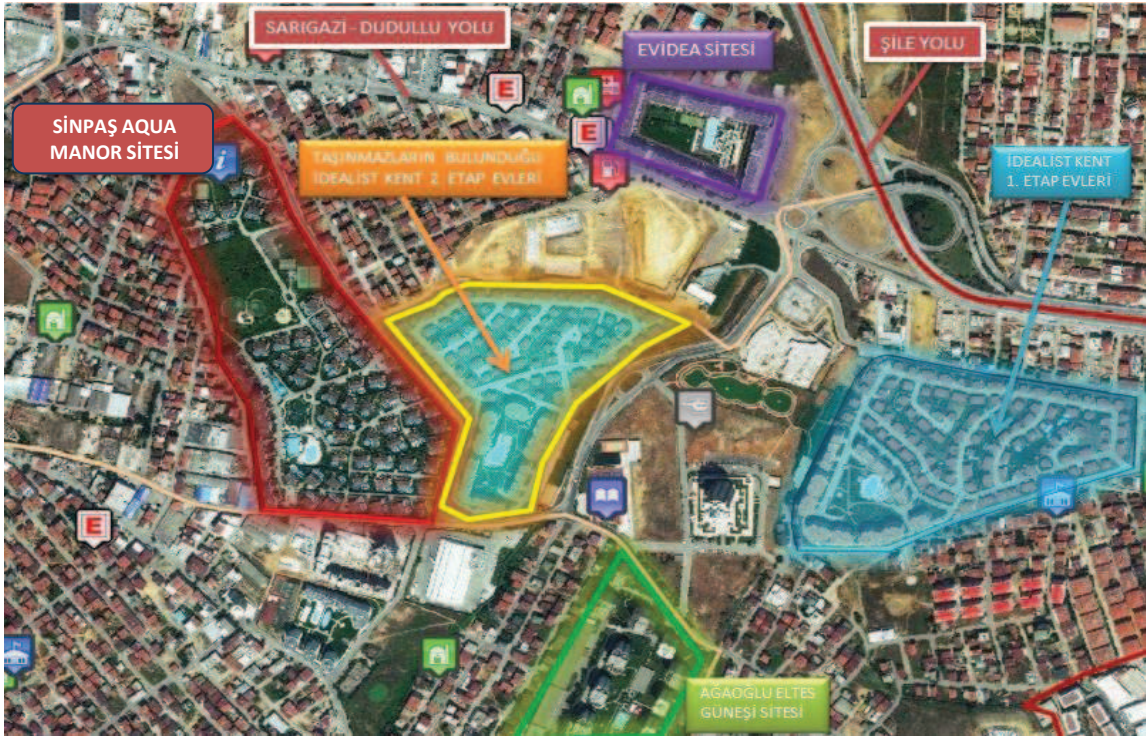 SARIGAZİ - DUDULLU YOLU
EVİDEA SİTESİ
ŞİLE YOLU
E
E
SİNPAŞ AQUA
MANOR SİTESİ
i
TAŞINMAZLARIN BULUNDUĞU
İDEALİST KENT 2. ETAP EVLERİ
İDEALİST KENT
1. ETAP EVLERİ
E
AĞAOĞLU ELTES
GÜNEŞİ SİTESİ